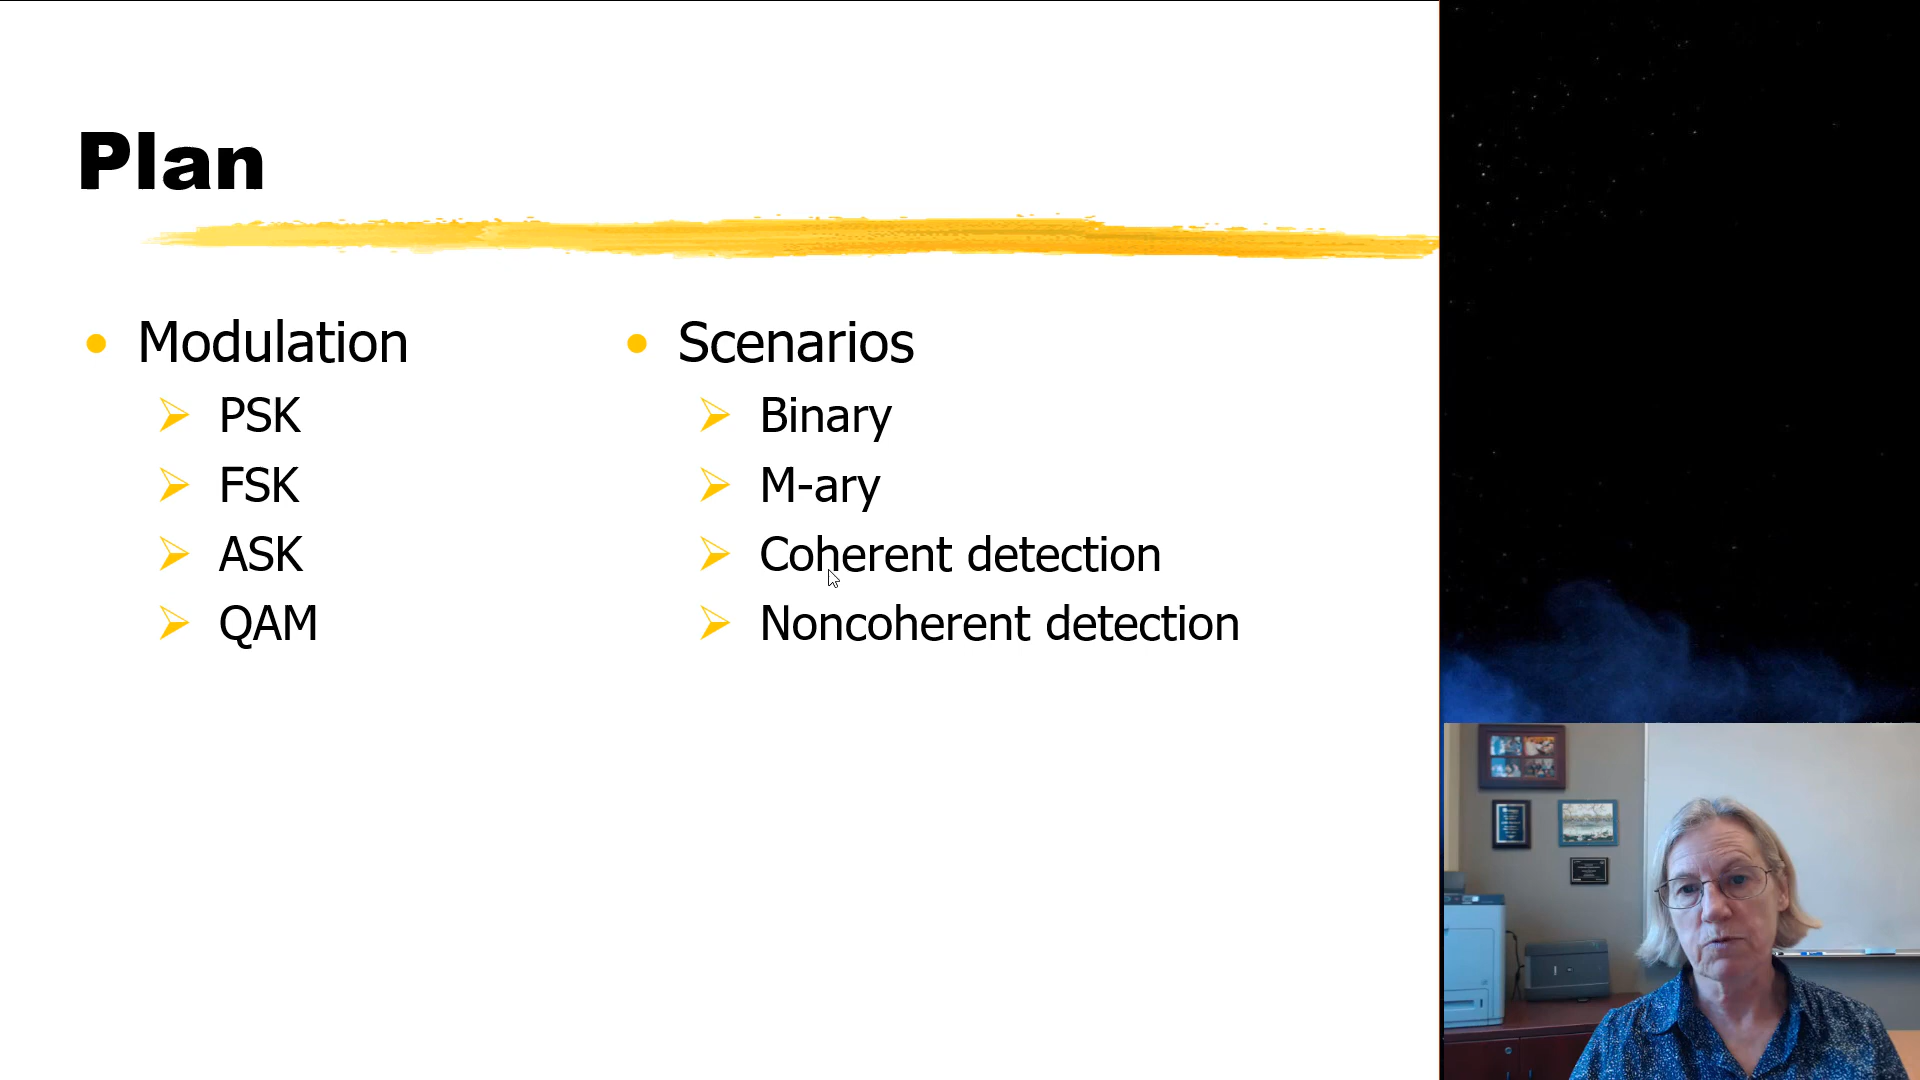 Plan
Modulation
PSK
FSK
ASK
QAM
Scenarios
Binary
M-ary
Coherent detection
Noncoherent detection